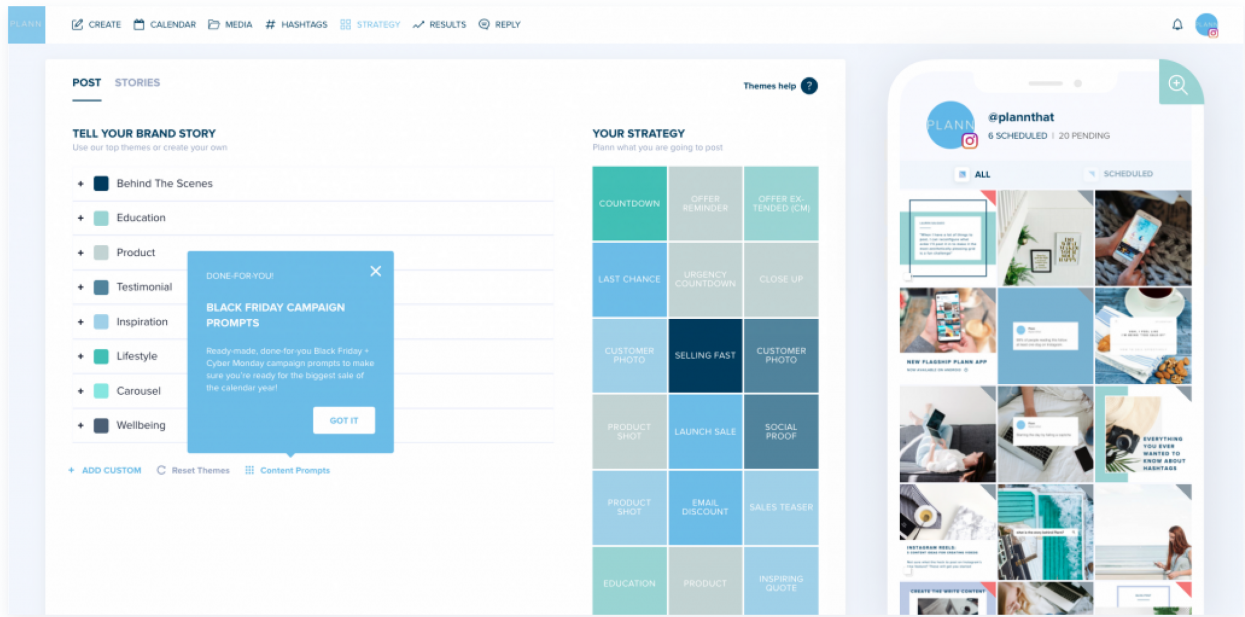 PLANN
CREATE
CALENDAR
MEDIA
# HASHTAGS
STRATEGY
RESULTS
REPLY
POST
STORIES
Themes help ?
TELL YOUR BRAND STORY
Use our top themes or create your own
+ Behind The Scenes
+ Education
+ Product
+ Testimonial
+ Inspiration
+ Lifestyle
+ Carousel
+ Wellbeing
DONE-FOR-YOU!
BLACK FRIDAY CAMPAIGN
PROMPTS
Ready-made, done-for-you Black Friday +
Cyber Monday campaign prompts to make
sure you're ready for the biggest sale of
the calendar year!
GOT IT
+ ADD CUSTOM
Reset Themes
Content Prompts
YOUR STRATEGY
Plann what you are going to post
COUNTDOWN
OFFER
REMINDER
OFFER EX-
TENDED (CM)
LAST CHANCE
URGENCY
COUNTDOWN
CLOSE UP
CUSTOMER
PHOTO
SELLING FAST
CUSTOMER
PHOTO
PRODUCT
SHOT
LAUNCH SALE
SOCIAL
PROOF
PRODUCT
SHOT
EMAIL
DISCOUNT
SALES TEASER
EDUCATION
PRODUCT
INSPIRING
QUOTE
PLANN
@plannthat
6 SCHEDULED | 20 PENDING
ALL
SCHEDULED
NEW FLAGSHIP PLANN APP
NOW AVAILABLE ON ANDROID
EVERYTHING
YOU EVER
WANTED TO
KNOW ABOUT
HASHTAGS
INSTAGRAM REELS:
CREATE THE WRITE CONTENT